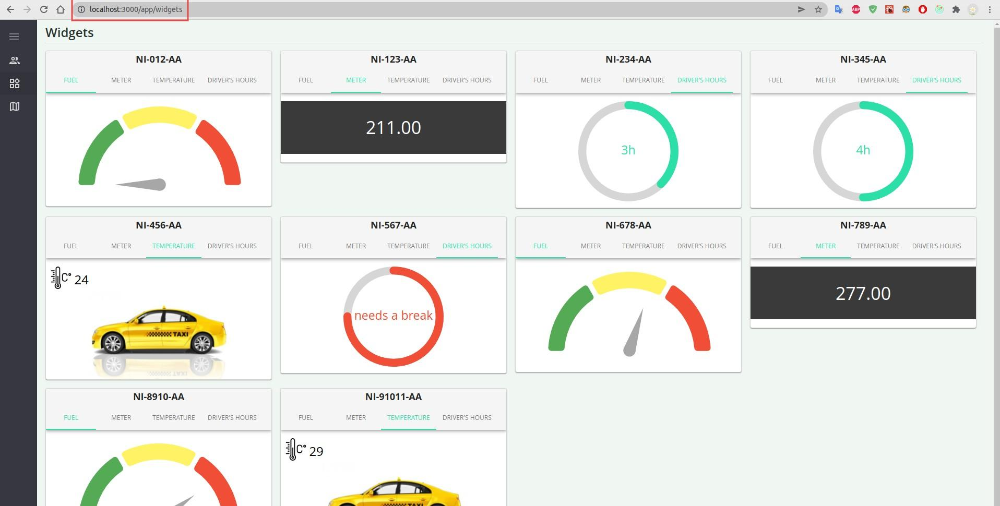 localhost:3000/app/widgets
Widgets
NI-012-AA
FUEL METER TEMPERATURE DRIVER'S HOURS
NI-123-AA
FUEL METER TEMPERATURE DRIVER'S HOURS
211.00
NI-234-AA
FUEL METER TEMPERATURE DRIVER'S HOURS
3h
NI-345-AA
FUEL METER TEMPERATURE DRIVER'S HOURS
4h
NI-456-AA
FUEL METER TEMPERATURE DRIVER'S HOURS
C° 24
TAXI
NI-567-AA
FUEL METER TEMPERATURE DRIVER'S HOURS
needs a break
NI-678-AA
FUEL METER TEMPERATURE DRIVER'S HOURS
NI-789-AA
FUEL METER TEMPERATURE DRIVER'S HOURS
277.00
NI-8910-AA
FUEL METER TEMPERATURE DRIVER'S HOURS
NI-91011-AA
FUEL METER TEMPERATURE DRIVER'S HOURS
C° 29
TAXI